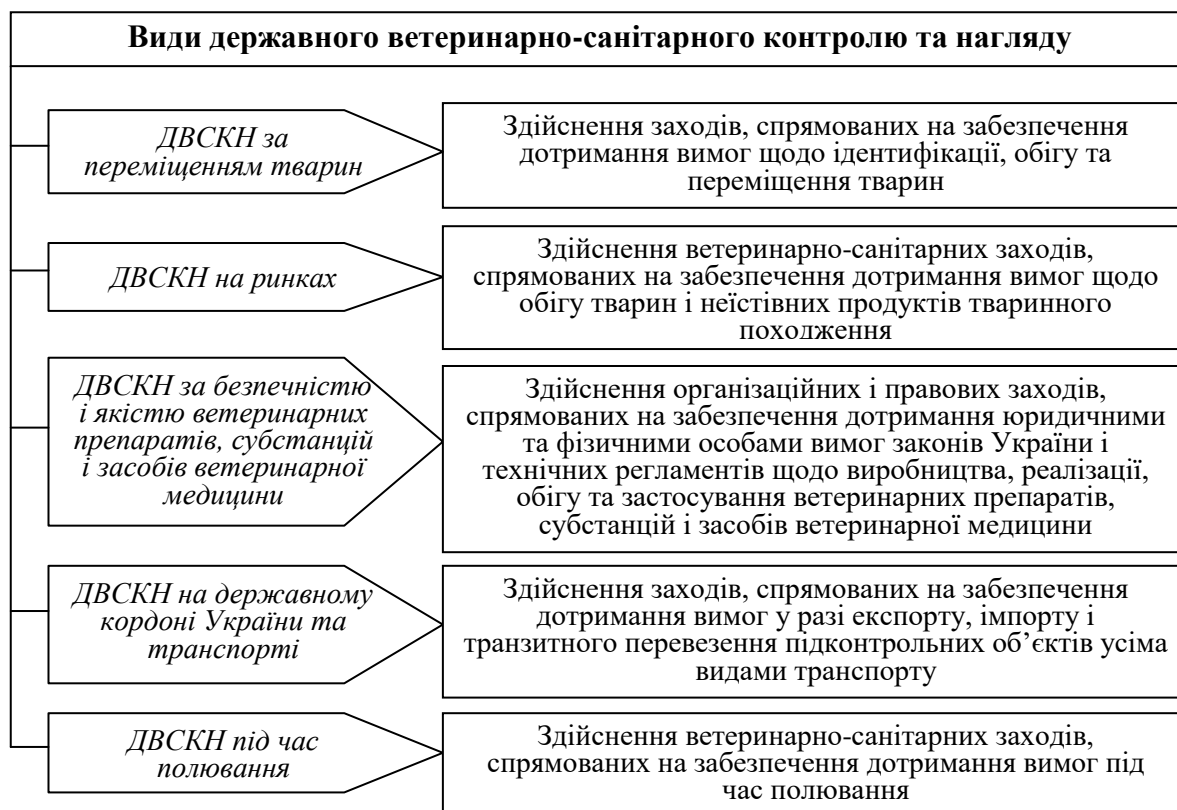 Види державного ветеринарно-санітарного контролю та нагляду
ДВСКН за
переміщенням тварин
Здійснення заходів, спрямованих на забезпечення
дотримання вимог щодо ідентифікації, обігу та
переміщення тварин
ДВСКН на ринках
Здійснення ветеринарно-санітарних заходів,
спрямованих на забезпечення дотримання вимог щодо
обігу тварин і неїстівних продуктів тваринного
походження
ДВСКН за безпечністю
і якістю ветеринарних
препаратів, субстанцій
і засобів ветеринарної
медицини
Здійснення організаційних і правових заходів,
спрямованих на забезпечення дотримання юридичними
та фізичними особами вимог законів України і
технічних регламентів щодо виробництва, реалізації,
обігу та застосування ветеринарних препаратів,
субстанцій і засобів ветеринарної медицини
ДВСКН на державному
кордоні України та
транспорті
Здійснення заходів, спрямованих на забезпечення
дотримання вимог у разі експорту, імпорту і
транзитного перевезення підконтрольних об’єктів усіма
видами транспорту
ДВСКН під час
полювання
Здійснення ветеринарно-санітарних заходів,
спрямованих на забезпечення дотримання вимог під
час полювання